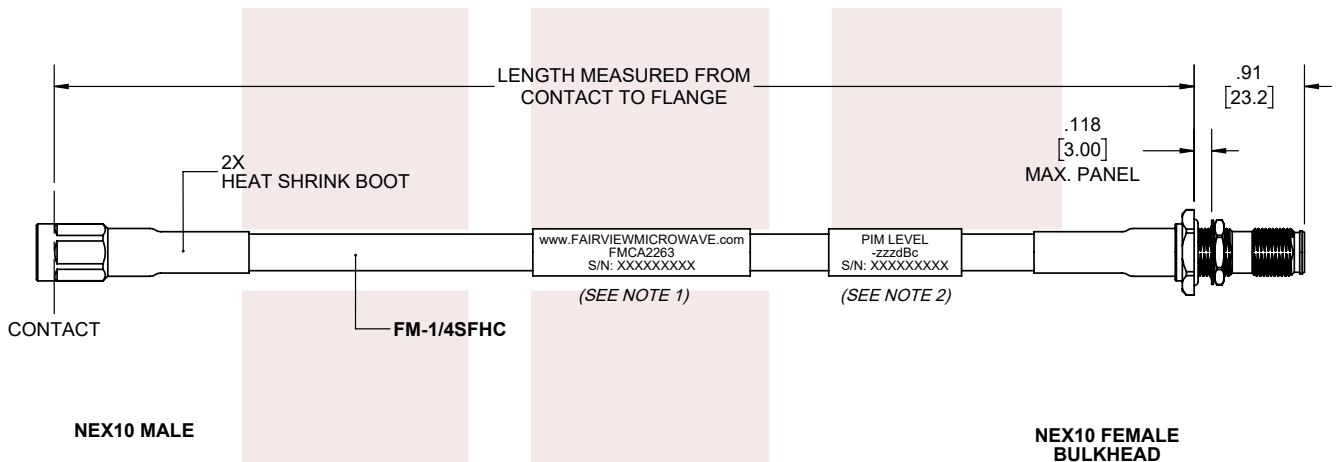 LENGTH MEASURED FROM
CONTACT TO FLANGE
.91
[23.2]
.118
[3.00]
MAX. PANEL
2X
HEAT SHRINK BOOT
www.FAIRVIEWMICROWAVE.com
FMCA2263
S/N: XXXXXXXXX
PIM LEVEL
-zzzdBc
S/N: XXXXXXXXX
(SEE NOTE 1)
(SEE NOTE 2)
CONTACT
FM-1/4SFHC
NEX10 MALE
NEX10 FEMALE
BULKHEAD